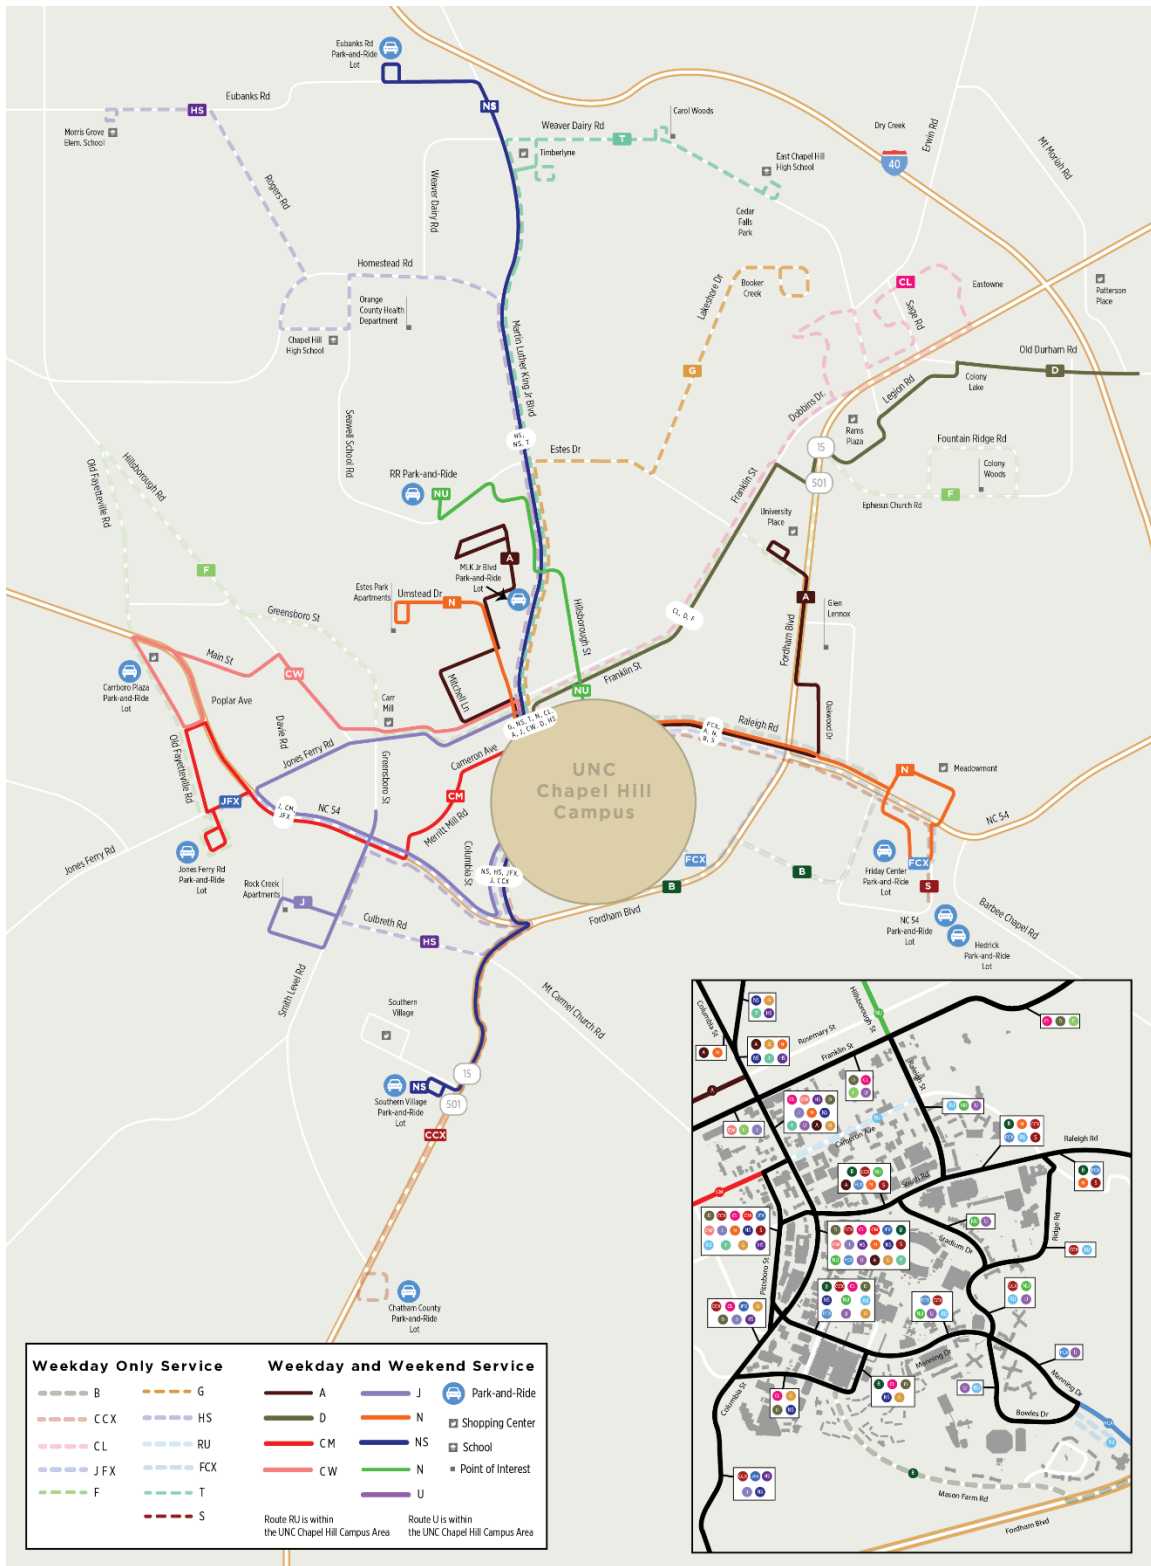 Eubanks Rd
Park-and-Ride
Lot
Eubanks Rd
HS
NS
Morris Grove
Elem. School
Weaver Dairy Rd
T
Carol Woods
Timberlyne
East Chapel Hill
High School
Dry Creek
40
Erwin Rd
Mt Moriah Rd
Rogers Rd
Weaver Dairy Rd
Cedar
Falls
Park
Homestead Rd
Orange
County Health
Department
Chapel Hill
High School
Martin Luther King Jr Blvd
Lakeshore Dr
Booker
Creek
CL
Sage Rd
Eastowne
Patterson
Place
Old Durham Rd
D
Colony
Lake
Legion Rd
G
Dobbins Dr.
Rams
Plaza
Seawell School Rd
HS,
NS, T
Estes Dr
15
501
Fountain Ridge Rd
Colony
Woods
F
Ephesus Church Rd
Old Fayetteville Rd
Hillsborough Rd
RR Park-and-Ride
NU
Franklin St
University
Place
A
MLK Jr Blvd
Park-and-Ride
Lot
F
Estes Park
Apartments
Umstead Dr
N
Hillsborough St
CL, D, F
A
Glen
Lennox
Fordham Blvd
Greensboro St
Main St
CW
Carrboro Plaza
Park-and-Ride
Lot
Poplar Ave
Mitchell Ln
Franklin St
NU
Carr
Mill
G, NS, T, N, CL,
A, J, CW, D, HS
FCX,
A, N,
B, S
Raleigh Rd
Oakwood Dr
Davie Rd
Jones Ferry Rd
Cameron Ave
UNC
Chapel Hill
Campus
N
Meadowmont
Old Fayetteville Rd
Greensboro St
CM
JFX
J, CM,
JFX
NC 54
Merritt Mill Rd
NC 54
Jones Ferry Rd
Jones Ferry Rd
Park-and-Ride
Lot
Columbia St
NS, HS, JFX,
J, CCX
FCX
B
B
Friday Center
Park-and-Ride
Lot
FCX
S
Rock Creek
Apartments
J
Culbreth Rd
HS
Fordham Blvd
NC 54
Park-and-Ride
Lot
Hedrick
Park-and-Ride
Lot
Barbee Chapel Rd
Smith Level Rd
Southern
Village
Mt Carmel Church Rd
15
501
NS
Southern Village
Park-and-Ride
Lot
CCX
Chatham County
Park-and-Ride
Lot
Columbia St
Hillsborough St
Rosemary St
Franklin St
Raleigh St
Cameron Ave
CM
South Rd
Raleigh Rd
Ridge Rd
Stadium Dr
Pittsboro St
Manning Dr
Manning Dr
Bowles Dr
Columbia St
Mason Farm Rd
Fordham Blvd
Weekday Only Service
B
CCX
CL
JFX
F
G
HS
RU
FCX
T
S
Weekday and Weekend Service
A
D
CM
CW
J
N
NS
N
U
Park-and-Ride
Shopping Center
School
Point of Interest
Route RU is within
the UNC Chapel Hill Campus Area
Route U is within
the UNC Chapel Hill Campus Area